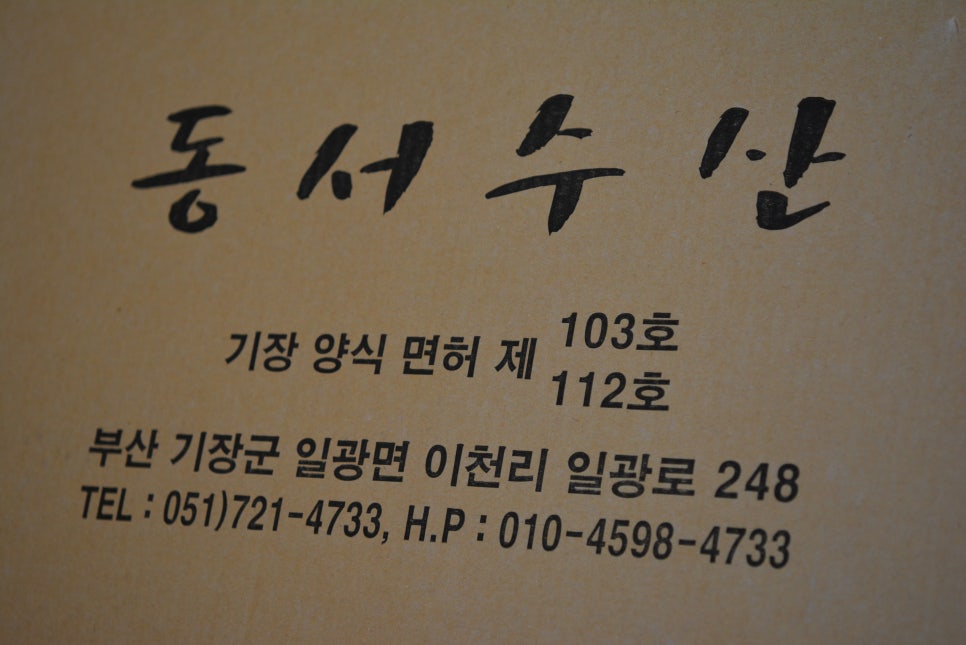 동서수산
기장 양식 면허 제 103호
112호
부산 기장군 일광면 이천리 일광로 248
TEL : 051)721-4733, H.P : 010-4598-4733